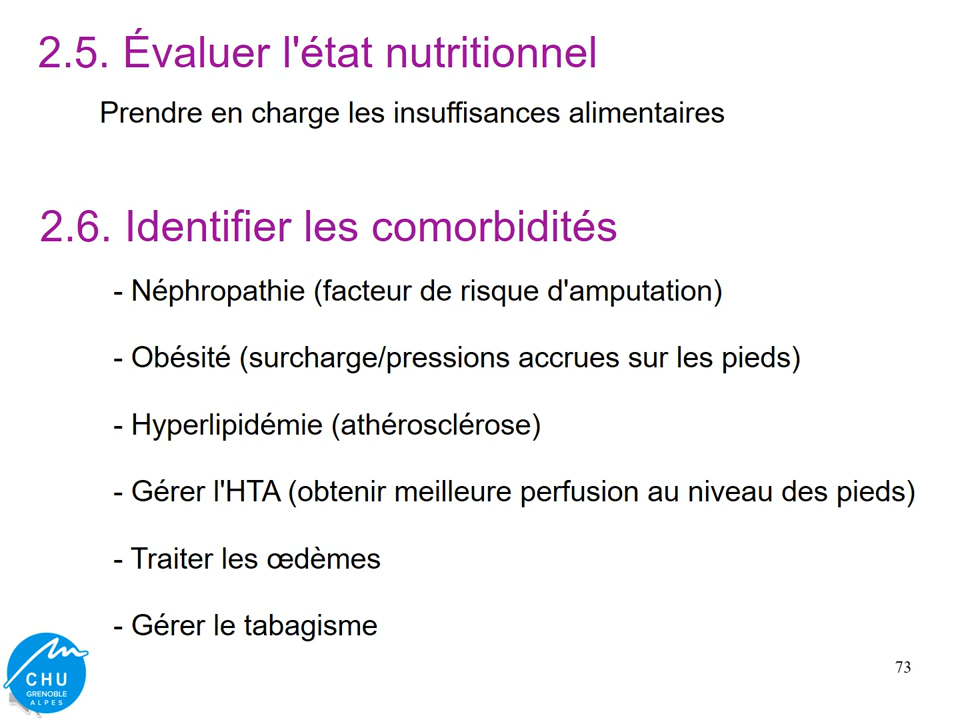 2.5. Évaluer l'état nutritionnel
Prendre en charge les insuffisances alimentaires
2.6. Identifier les comorbidités
- Néphropathie (facteur de risque d'amputation)
- Obésité (surcharge/pressions accrues sur les pieds)
- Hyperlipidémie (athérosclérose)
- Gérer l'HTA (obtenir meilleure perfusion au niveau des pieds)
- Traiter les œdèmes
- Gérer le tabagisme
CHU
GRENOBLE
ALPES
73